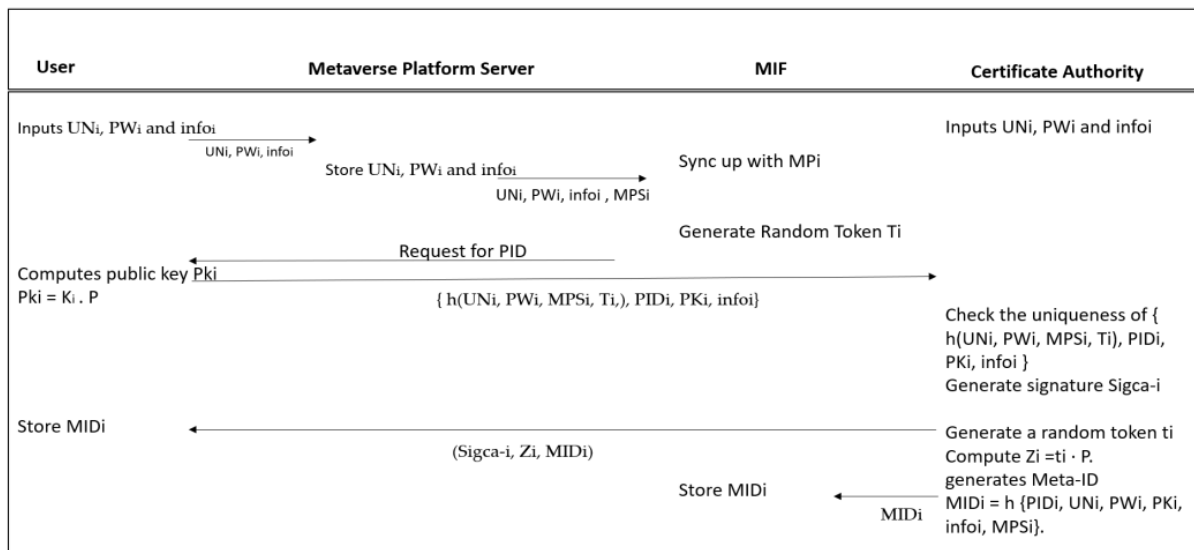 User Metaverse Platform Server MIF Certificate Authority
Inputs UNi, PWi and infoi
Inputs UNi, PWi and infoi
UNi, PWi, infoi
Store UNi, PWi and infoi
Sync up with MPi
UNi, PWi, infoi , MPSi
Generate Random Token Ti
Request for PID
Computes public key Pki
Pki = Ki . P
{ h(UNi, PWi, MPSi, Ti,), PIDi, PKi, infoi}
Check the uniqueness of {
h(UNi, PWi, MPSi, Ti), PIDi,
PKi, infoi }
Generate signature Sigca-i
Store MIDi
(Sigca-i, Zi, MIDi)
Generate a random token ti
Compute Zi =ti · P.
generates Meta-ID
MIDi = h {PIDi, UNi, PWi, PKi,
infoi, MPSi}.
Store MIDi
MIDi